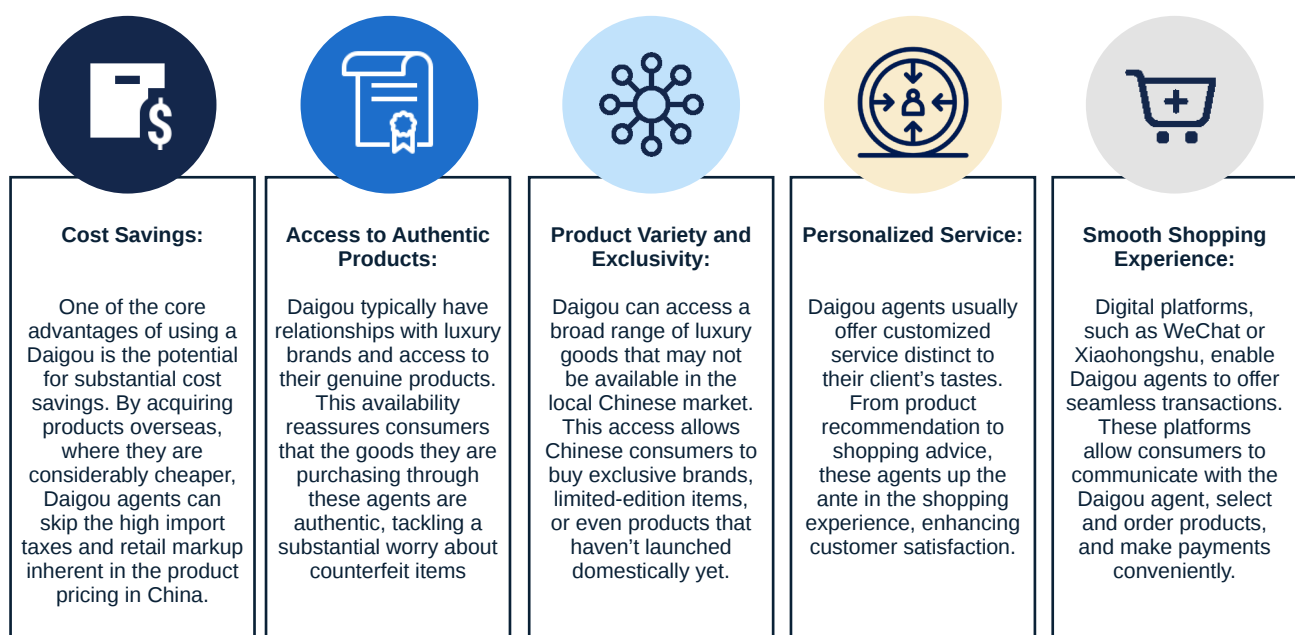 $
Cost Savings:
One of the core
advantages of using a
Daigou is the potential
for substantial cost
savings. By acquiring
products overseas,
where they are
considerably cheaper,
Daigou agents can
skip the high import
taxes and retail markup
inherent in the product
pricing in China.
Access to Authentic
Products:
Daigou typically have
relationships with luxury
brands and access to
their genuine products.
This availability
reassures consumers
that the goods they are
purchasing through
these agents are
authentic, tackling a
substantial worry about
counterfeit items
Product Variety and
Exclusivity:
Daigou can access a
broad range of luxury
goods that may not
be available in the
local Chinese market.
This access allows
Chinese consumers to
buy exclusive brands,
limited-edition items,
or even products that
haven’t launched
domestically yet.
Personalized Service:
Daigou agents usually
offer customized
service distinct to
their client’s tastes.
From product
recommendation to
shopping advice,
these agents up the
ante in the shopping
experience, enhancing
customer satisfaction.
Smooth Shopping
Experience:
Digital platforms,
such as WeChat or
Xiaohongshu, enable
Daigou agents to offer
seamless transactions.
These platforms
allow consumers to
communicate with the
Daigou agent, select
and order products,
and make payments
conveniently.